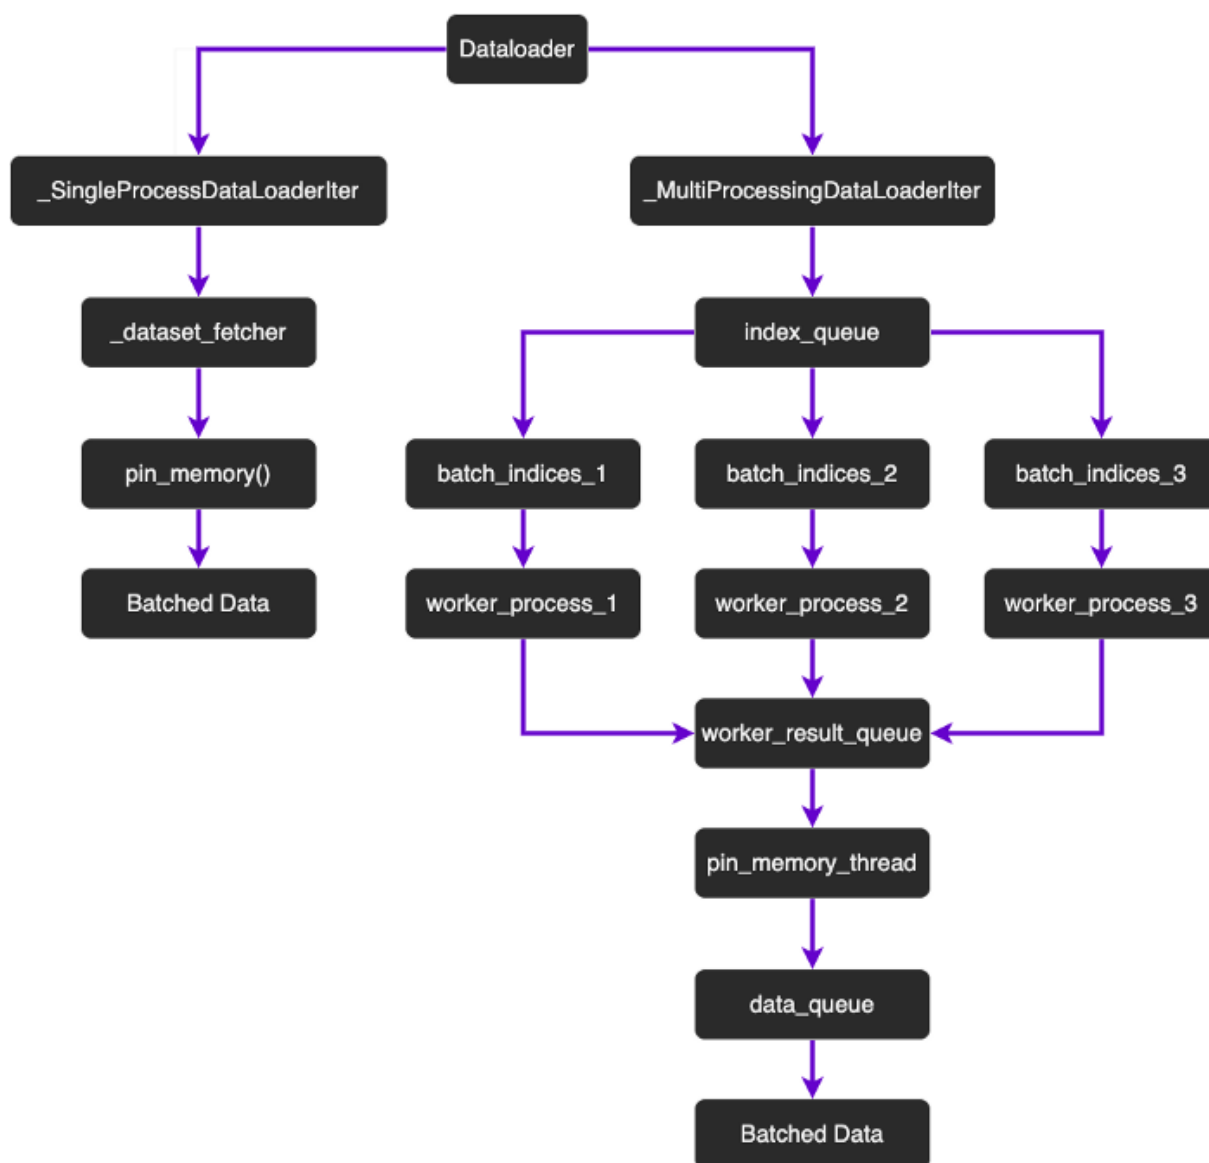 Dataloader
_SingleProcessDataLoaderIter
_MultiProcessingDataLoaderIter
_dataset_fetcher
index_queue
pin_memory()
batch_indices_1
batch_indices_2
batch_indices_3
Batched Data
worker_process_1
worker_process_2
worker_process_3
worker_result_queue
pin_memory_thread
data_queue
Batched Data